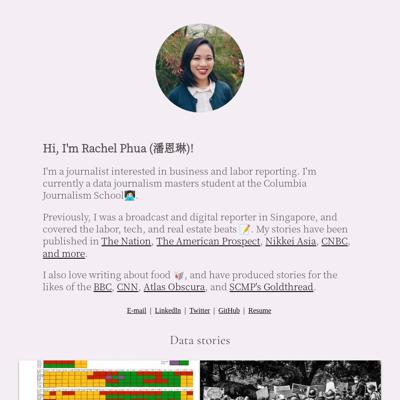 Hi, I'm Rachel Phua (潘恩琳)!
I'm a journalist interested in business and labor reporting. I'm
currently a data journalism masters student at the Columbia
Journalism School👩🏻‍💻.
Previously, I was a broadcast and digital reporter in Singapore, and
covered the labor, tech, and real estate beats 📝. My stories have been
published in The Nation, The American Prospect, Nikkei Asia, CNBC,
and more.
I also love writing about food 🥡, and have produced stories for the
likes of the BBC, CNN, Atlas Obscura, and SCMP's Goldthread.
E-mail | LinkedIn | Twitter | GitHub | Resume
Data stories